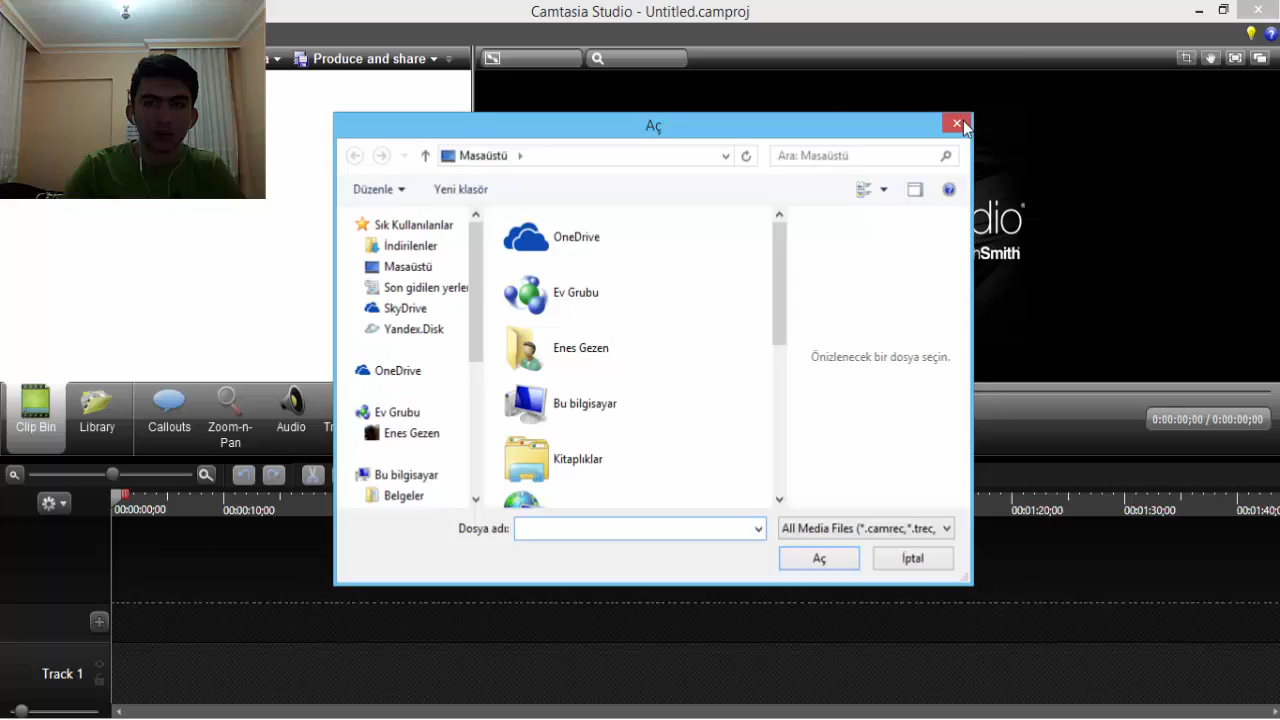 Camtasia Studio - Untitled.camproj
Produce and share
Aç
Masaüstü
Ara: Masaüstü
Düzenle
Yeni klasör
Sık Kullanılanlar
İndirilenler
Masaüstü
Son gidilen yerle
SkyDrive
Yandex.Disk
OneDrive
Ev Grubu
Enes Gezen
Bu bilgisayar
Belgeler
OneDrive
Ev Grubu
Enes Gezen
Bu bilgisayar
Kitaplıklar
Önizlenecek bir dosya seçin.
Dosya adı:
All Media Files (*.camrec,*.trec,
Aç
İptal
dio
Smith
Clip Bin
Library
Callouts
Zoom-n-
Pan
Audio
0:00:00;00 / 0:00:00;00
00:00:00;00
00:00:10;00
00:01:20;00
00:01:30;00
00:01:40;
Track 1